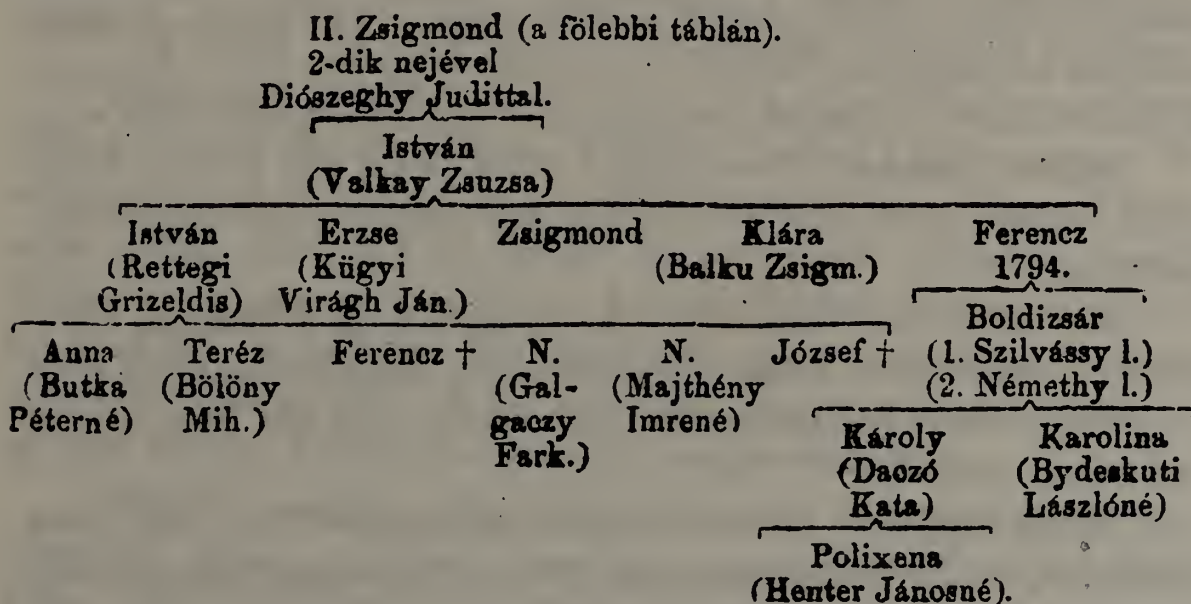 II. Zsigmond (a fölebbi táblán).
2-dik nejével
Diószeghy Judittal.
István
(Valkay Zsuzsa)
István Erzse Zsigmond Klára Ferencz
(Rettegi (Kügyi (Balku Zsigm.) 1794.
Grizeldis) Virágh Ján.)
Boldizsár
Anna Teréz Ferencz † N. N. József † (1. Szilvássy l.)
(Butka (Bölöny (Gal- (Majthény (2. Némethy l.)
Péterné) Mih.) gaczy Imrené)
Fark.)
Károly Karolina
(Daczó (Bydeskuti
Kata) Lászlóné)
Polixena
(Henter Jánosné).